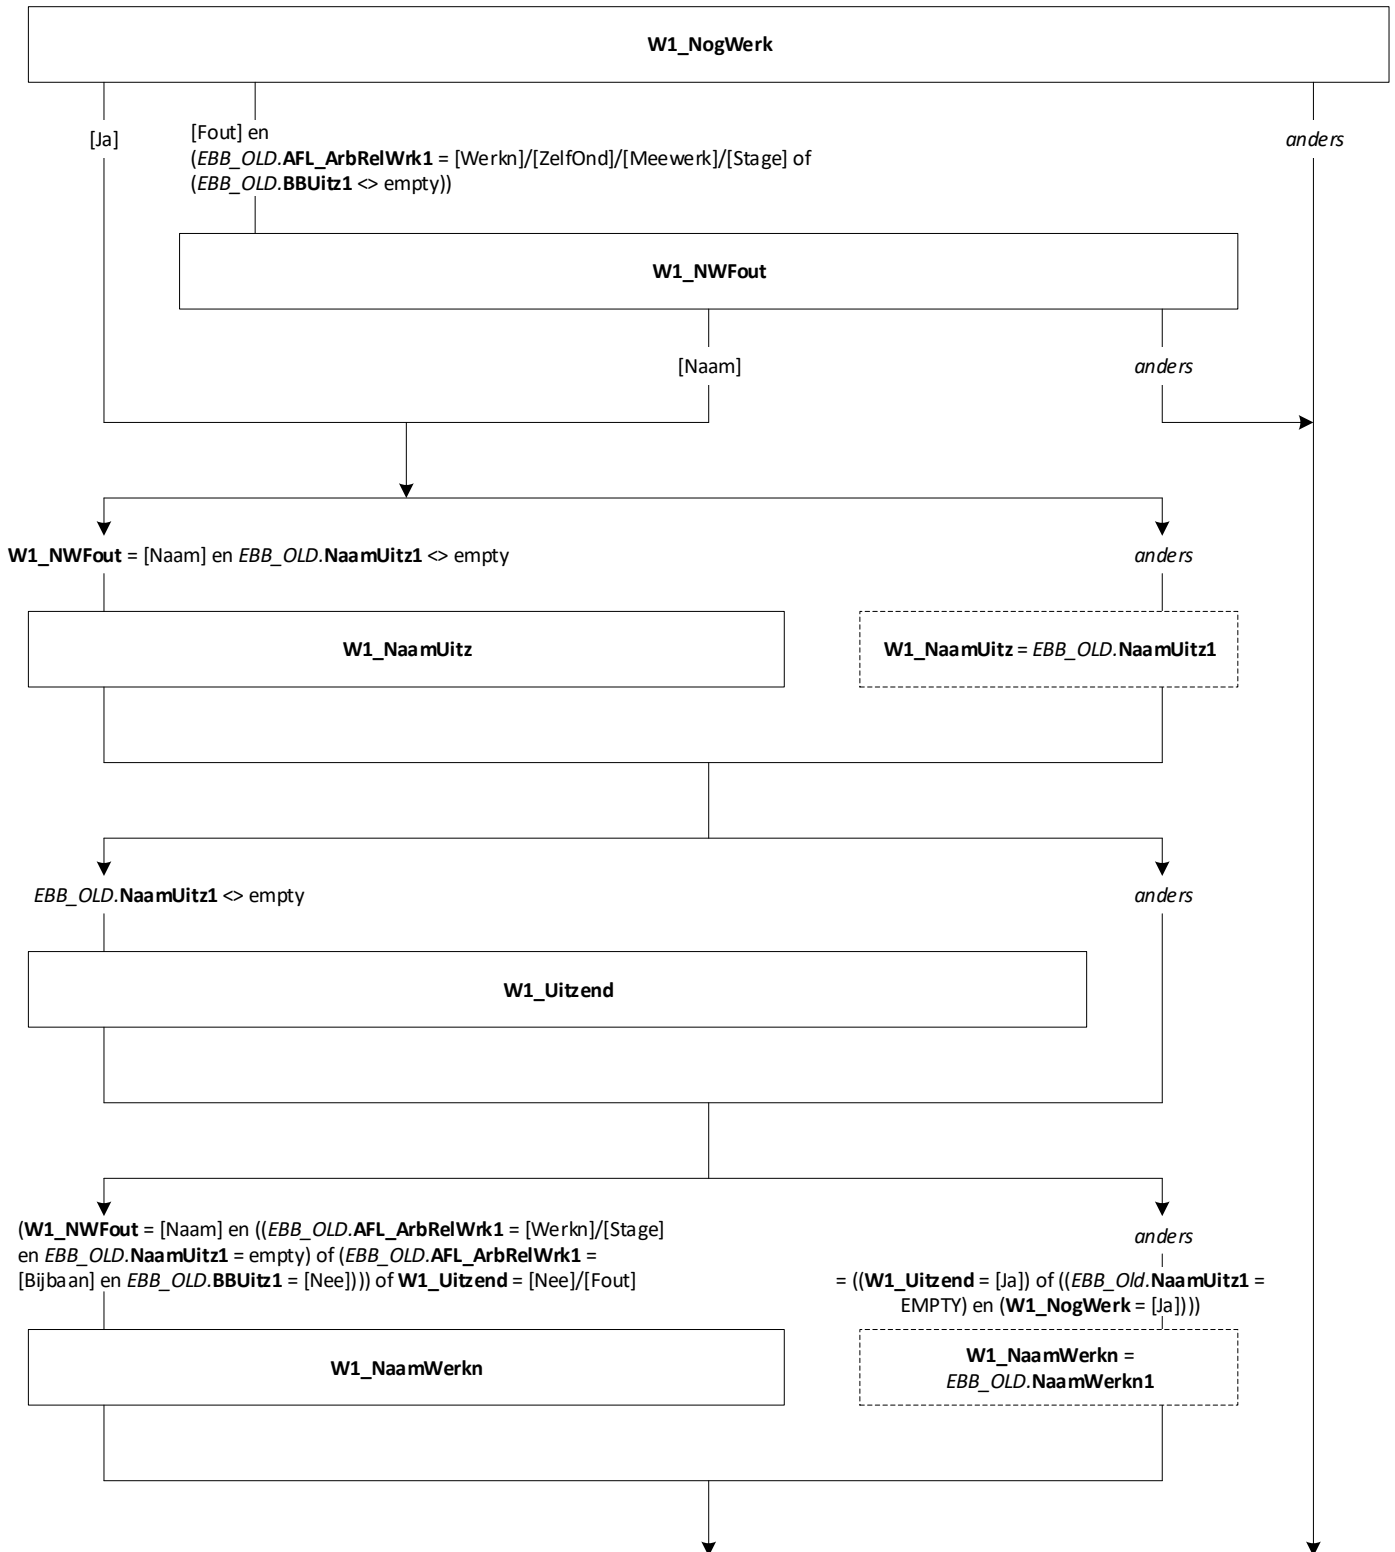 W1_NogWerk
[Ja]
[Fout] en
(EBB_OLD.AFL_ArbRelWrk1 = [Werkn]/[ZelfOnd]/[Meewerk]/[Stage] of
(EBB_OLD.BBUitz1 <> empty))
anders
W1_NWFout
[Naam]
anders
W1_NWFout = [Naam] en EBB_OLD.NaamUitz1 <> empty
anders
W1_NaamUitz
W1_NaamUitz = EBB_OLD.NaamUitz1
EBB_OLD.NaamUitz1 <> empty
anders
W1_Uitzend
(W1_NWFout = [Naam] en ((EBB_OLD.AFL_ArbRelWrk1 = [Werkn]/[Stage]
en EBB_OLD.NaamUitz1 = empty) of (EBB_OLD.AFL_ArbRelWrk1 =
[Bijbaan] en EBB_OLD.BBUitz1 = [Nee]))) of W1_Uitzend = [Nee]/[Fout]
anders
= ((W1_Uitzend = [Ja]) of ((EBB_Old.NaamUitz1 =
EMPTY) en (W1_NogWerk = [Ja])))
W1_NaamWerkn
W1_NaamWerkn =
EBB_OLD.NaamWerkn1